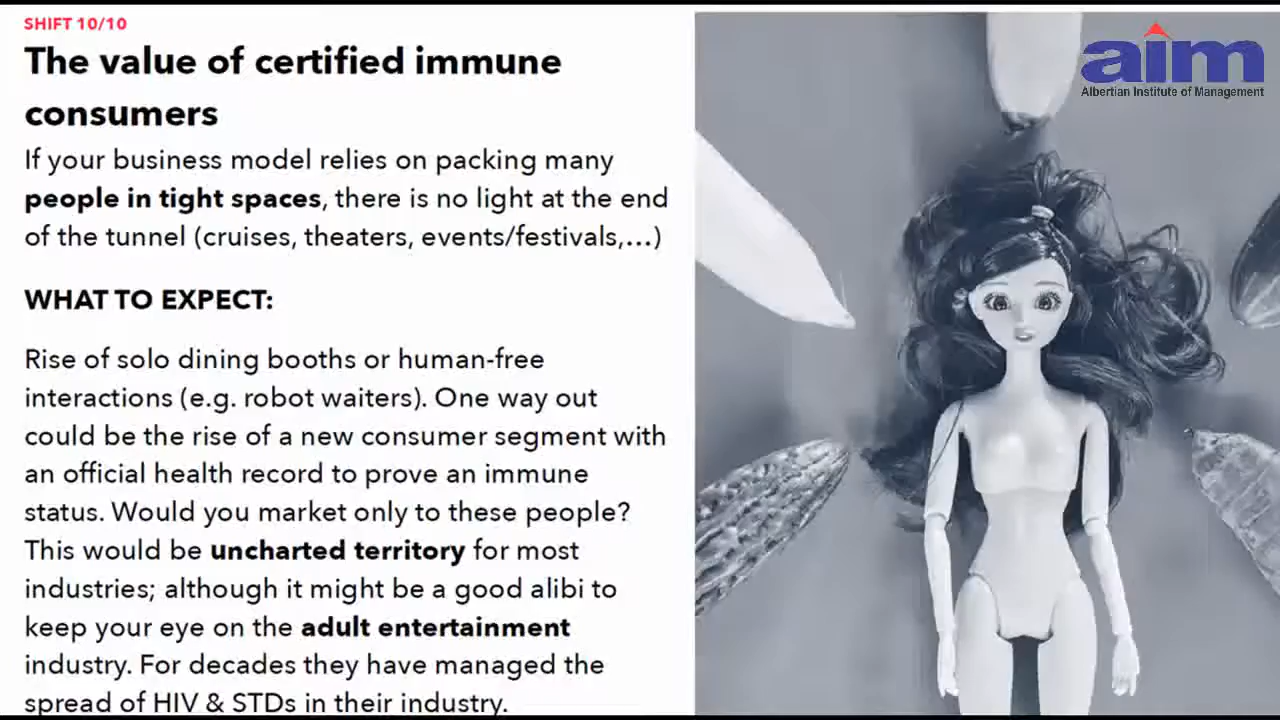 SHIFT 10/10
The value of certified immune
consumers
If your business model relies on packing many
people in tight spaces, there is no light at the end
of the tunnel (cruises, theaters, events/festivals,...)
WHAT TO EXPECT:
Rise of solo dining booths or human-free
interactions (e.g. robot waiters). One way out
could be the rise of a new consumer segment with
an official health record to prove an immune
status. Would you market only to these people?
This would be uncharted territory for most
industries; although it might be a good alibi to
keep your eye on the adult entertainment
industry. For decades they have managed the
spread of HIV & STDs in their industry.
aim
Albertian Institute of Management